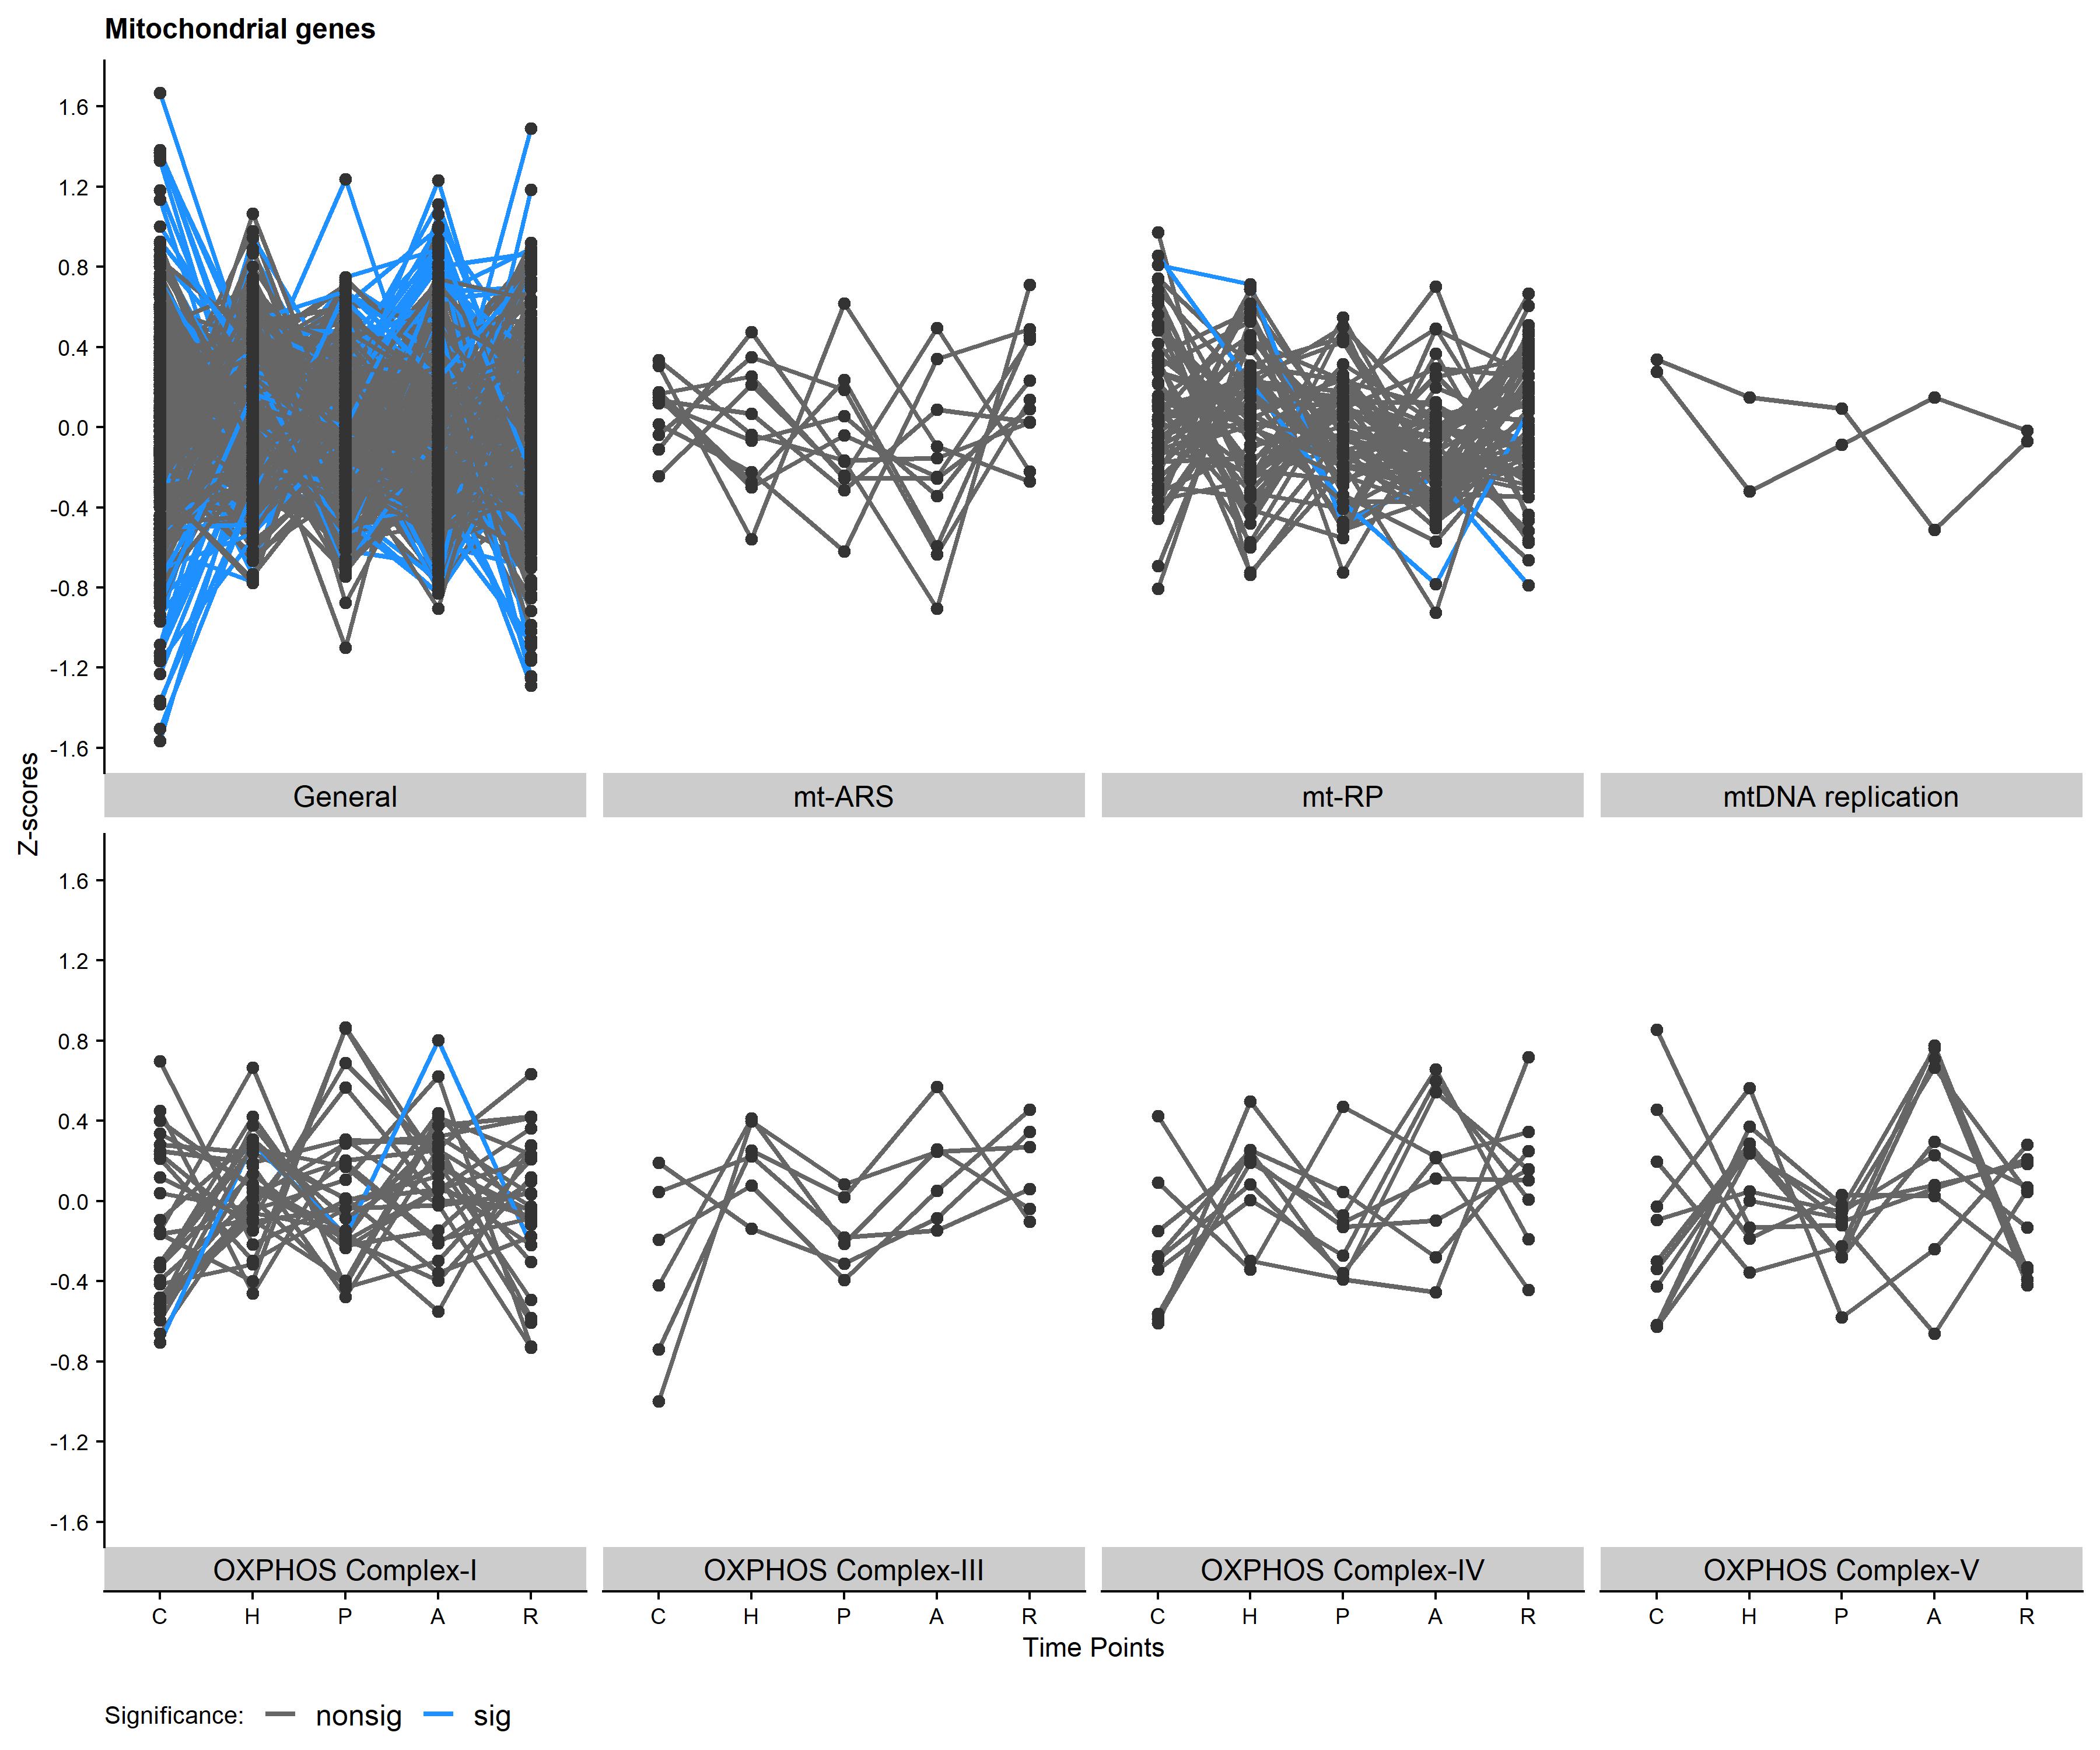 Mitochondrial genes
Z-scores
1.6
1.2
0.8
0.4
0.0
-0.4
-0.8
-1.2
-1.6
General mt-ARS mt-RP mtDNA replication
1.6
1.2
0.8
0.4
0.0
-0.4
-0.8
-1.2
-1.6
OXPHOS Complex-I OXPHOS Complex-III OXPHOS Complex-IV OXPHOS Complex-V
C H P A R C H P A R C H P A R C H P A R
Time Points
Significance: nonsig sig